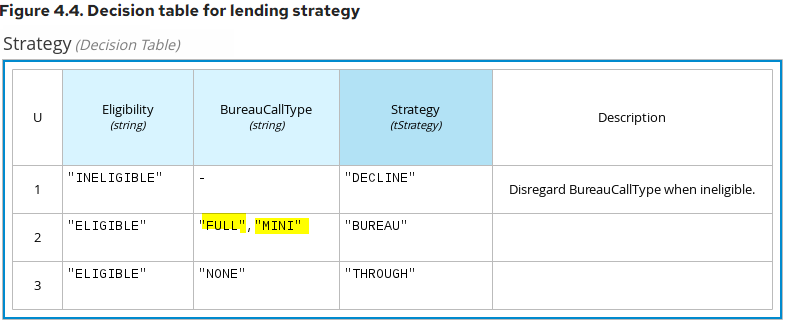 Figure 4.4. Decision table for lending strategy
Strategy (Decision Table)
U Eligibility BureauCallType Strategy Description
(string) (string) (tStrategy)
1 "INELIGIBLE" - "DECLINE" Disregard BureauCallType when ineligible.
2 "ELIGIBLE" "FULL","MINI" "BUREAU"
3 "ELIGIBLE" "NONE" "THROUGH"